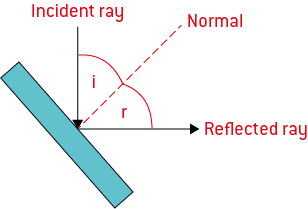 Incident ray
Normal
i
r
Reflected ray